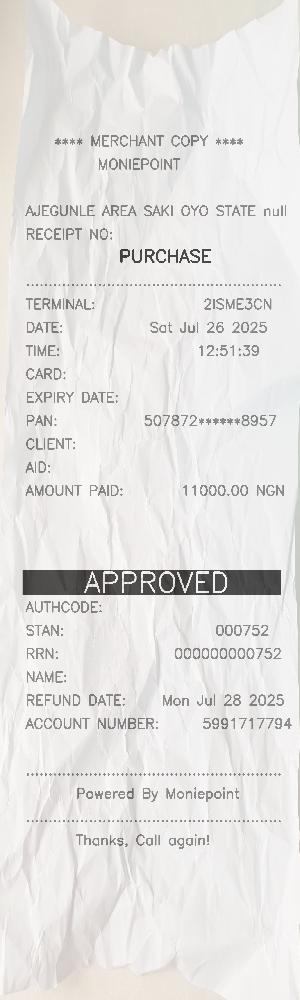 **** MERCHANT COPY ****
MONIEPOINT
AJEGUNLE AREA SAKI OYO STATE null
RECEIPT NO:
PURCHASE
TERMINAL: 2ISME3CN
DATE: Sat Jul 26 2025
TIME: 12:51:39
CARD:
EXPIRY DATE:
PAN: 507872******8957
CLIENT:
AID:
AMOUNT PAID: 11000.00 NGN
APPROVED
AUTHCODE:
STAN: 000752
RRN: 000000000752
NAME:
REFUND DATE: Mon Jul 28 2025
ACCOUNT NUMBER: 5991717794
Powered By Moniepoint
Thanks, Call again!